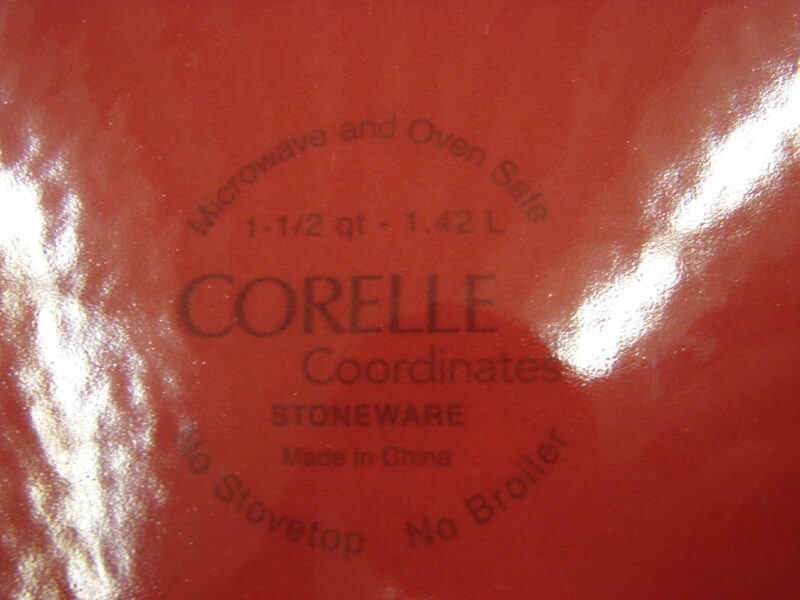 Microwave and Oven Safe
1-1/2 qt - 1.42 L
CORELLE
Coordinates
STONEWARE
Made in China
No Stovetop No Broiler